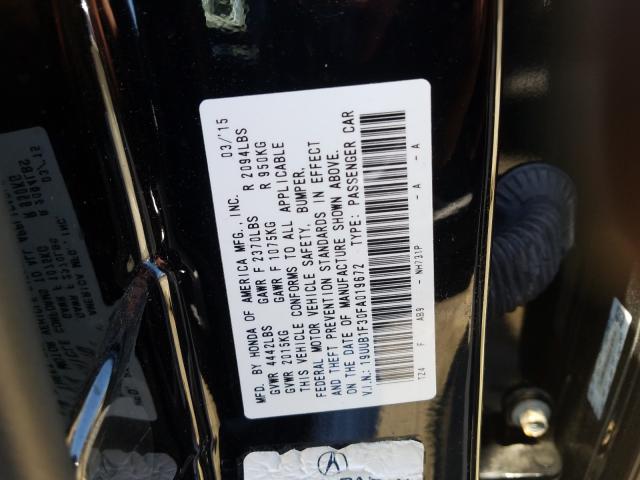 MFD. BY HONDA OF AMERICA MFG., INC. 03/'15
GVWR 4442LBS GAWR F 2370LBS R 2094LBS
GVWR 2015KG GAWR F 1075KG R 950KG
THIS VEHICLE CONFORMS TO ALL APPLICABLE
FEDERAL MOTOR VEHICLE SAFETY, BUMPER,
AND THEFT PREVENTION STANDARDS IN EFFECT
ON THE DATE OF MANUFACTURE SHOWN ABOVE.
V.I.N.: 19UUB1F30FA019672 TYPE: PASSENGER CAR
TZ4 F AB9 - NH731P - A - A